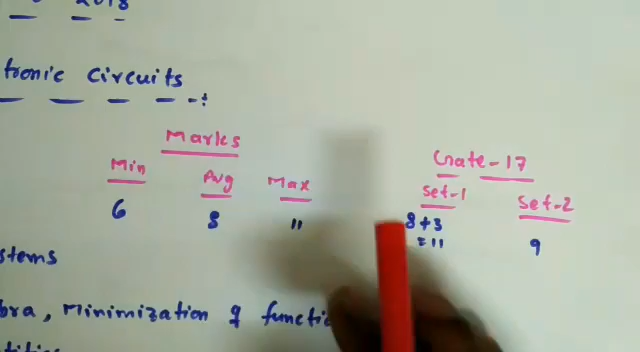 2018
tronic Circuits
Marks
Min Avg Max
6 8 11
Gate-17
Set-1 Set-2
8+3 9
=11
stems
bra, Minimization of functi